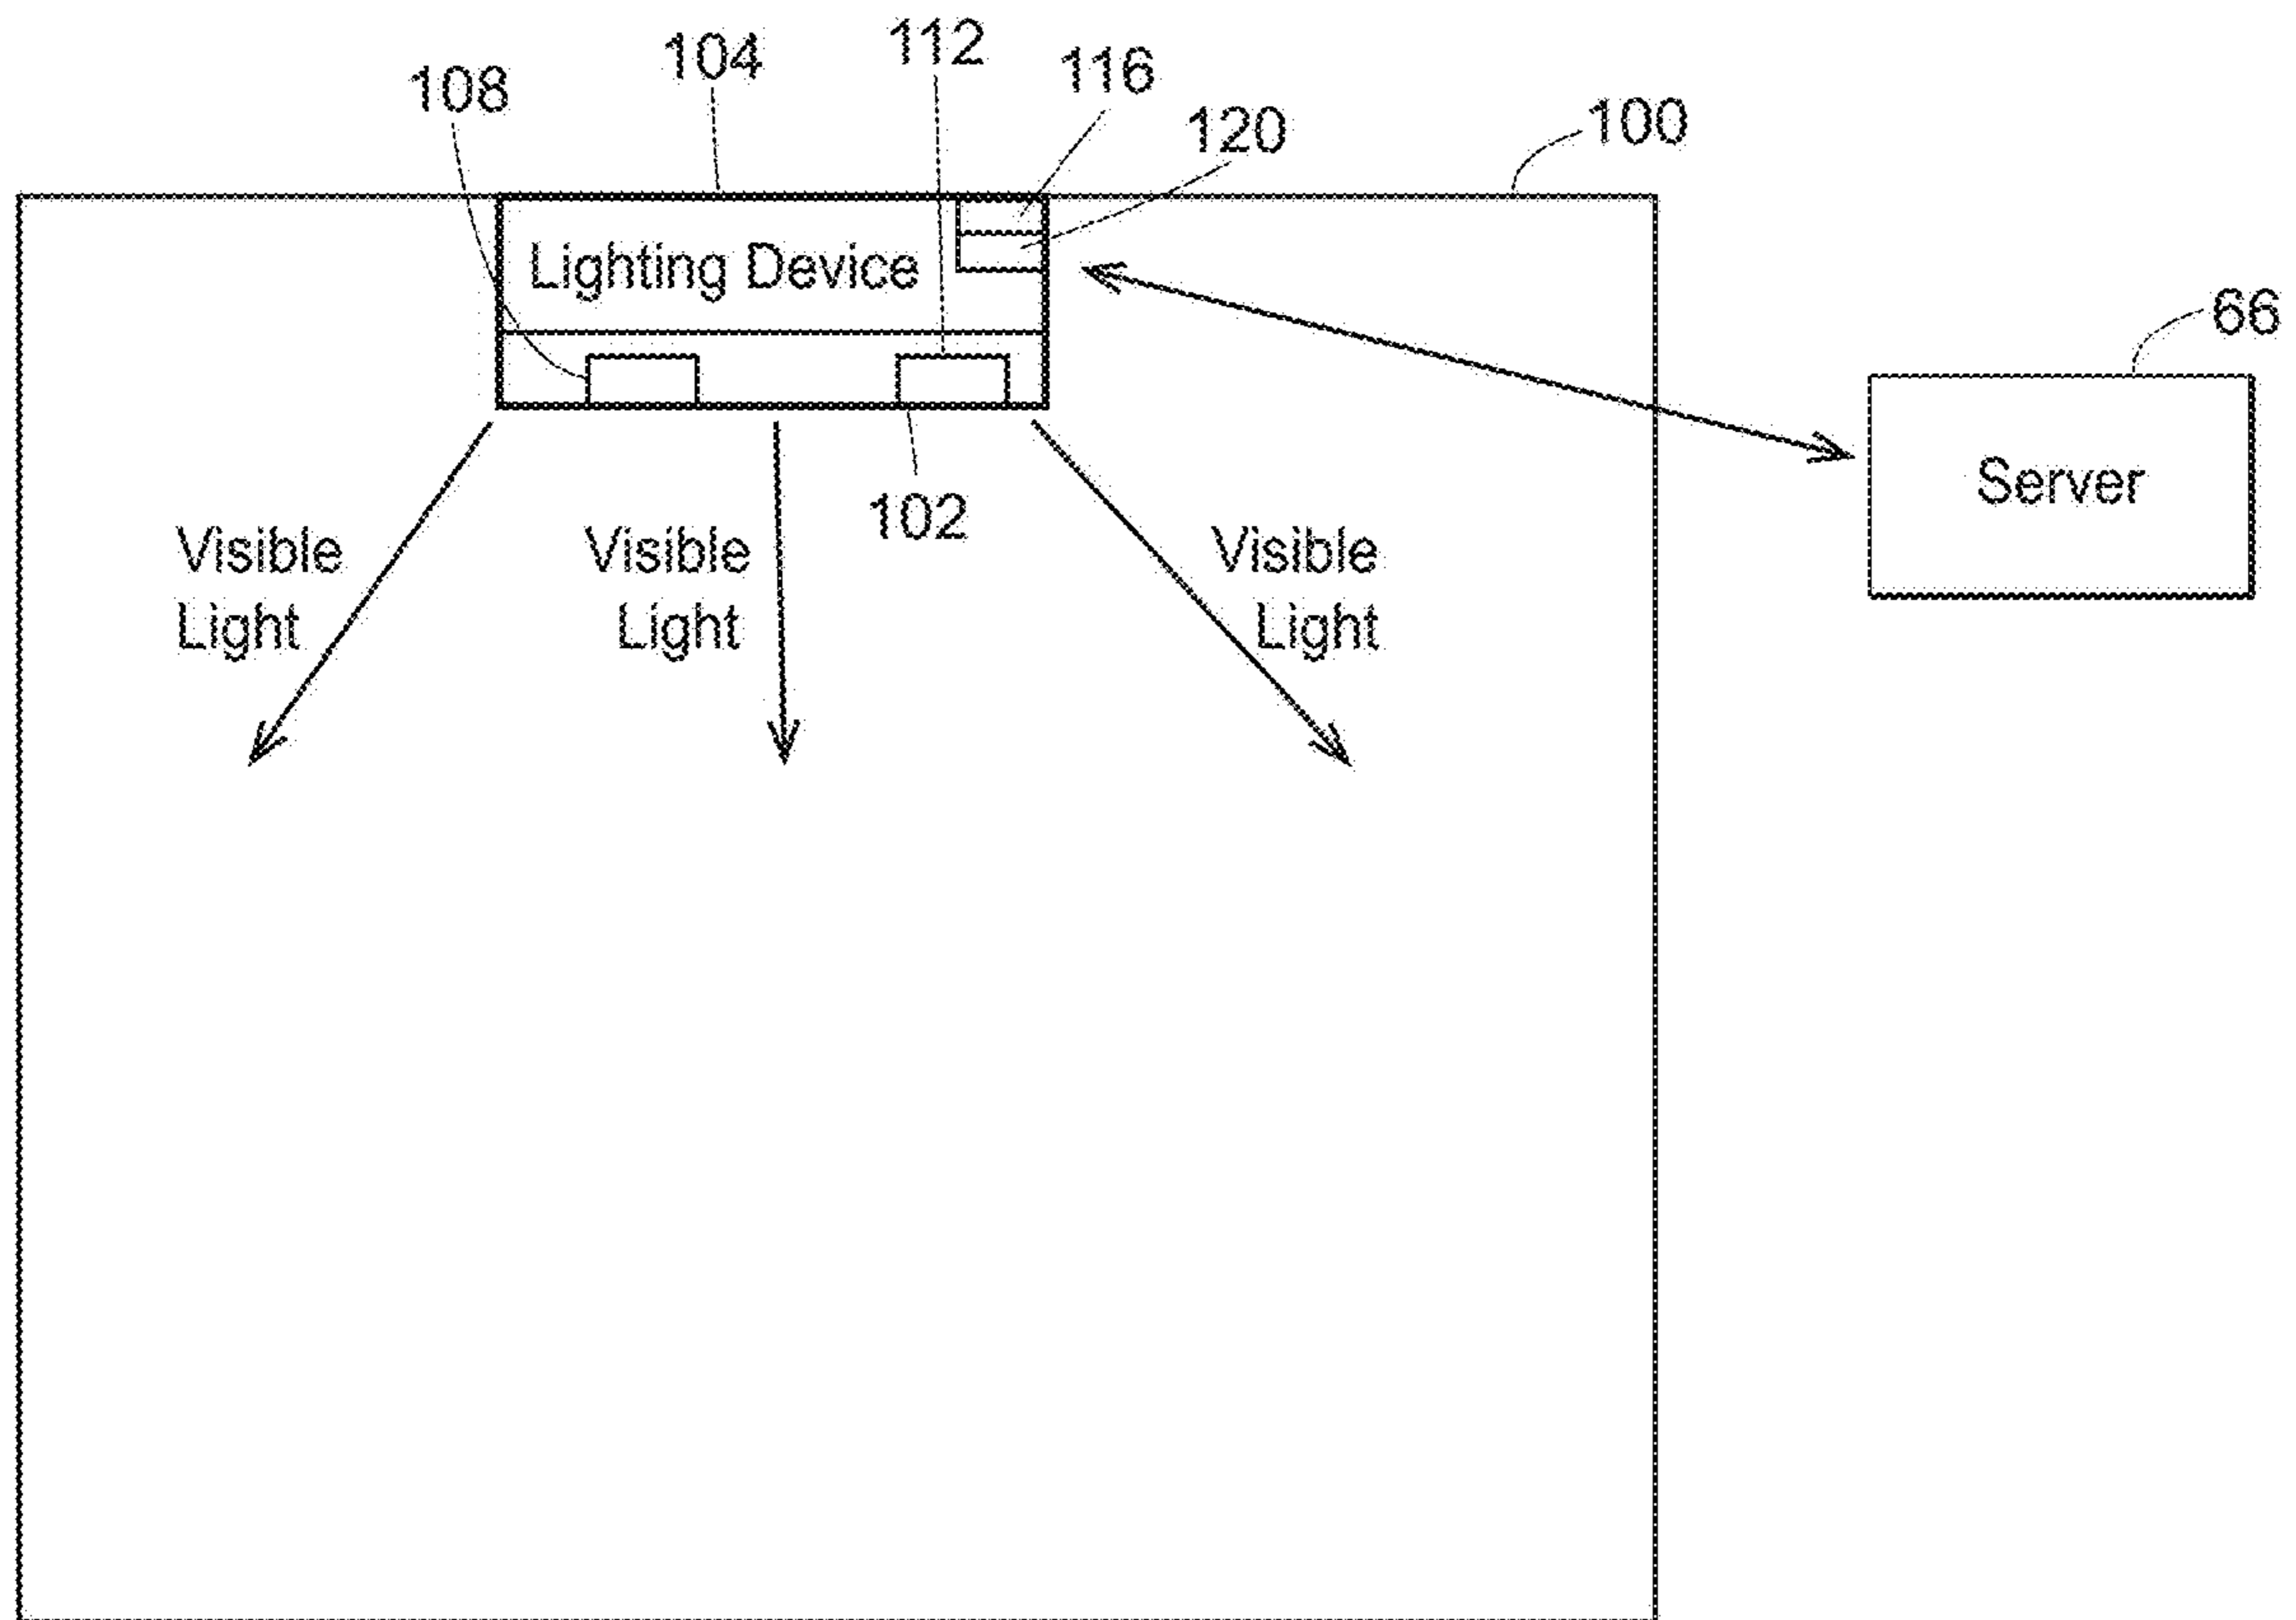 112
104
116
108
120
100
Lighting Device
66
Server
102
Visible
Light
Visible
Light
Visible
Light